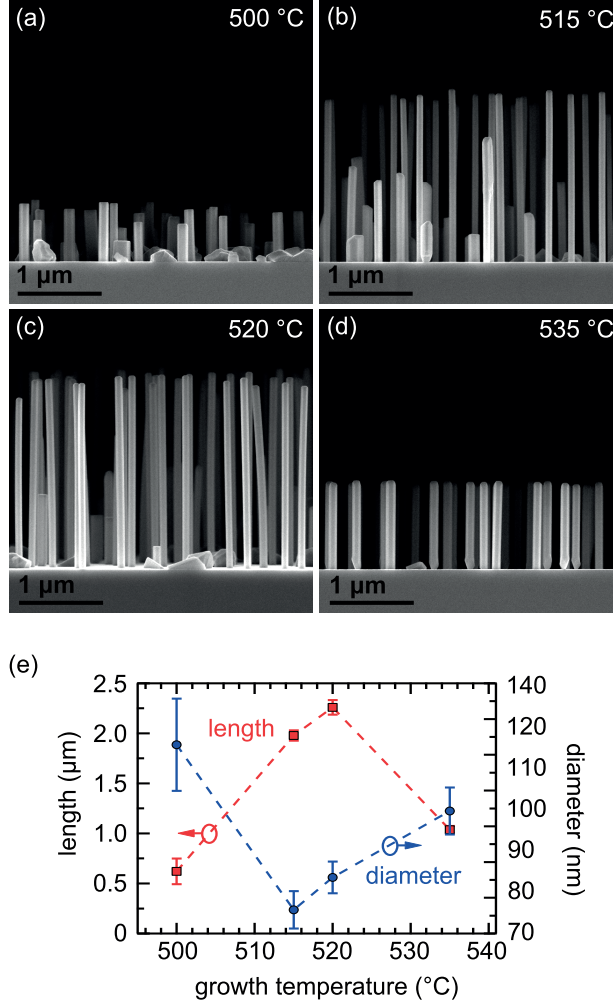 (a) 500 °C
1 µm
(b) 515 °C
1 µm
(c) 520 °C
1 µm
(d) 535 °C
1 µm
(e)
2.5
2.0
1.5
1.0
0.5
0
length (µm)
length
diameter
140
120
110
100
90
80
70
diameter (nm)
500 510 520 530 540
growth temperature (°C)